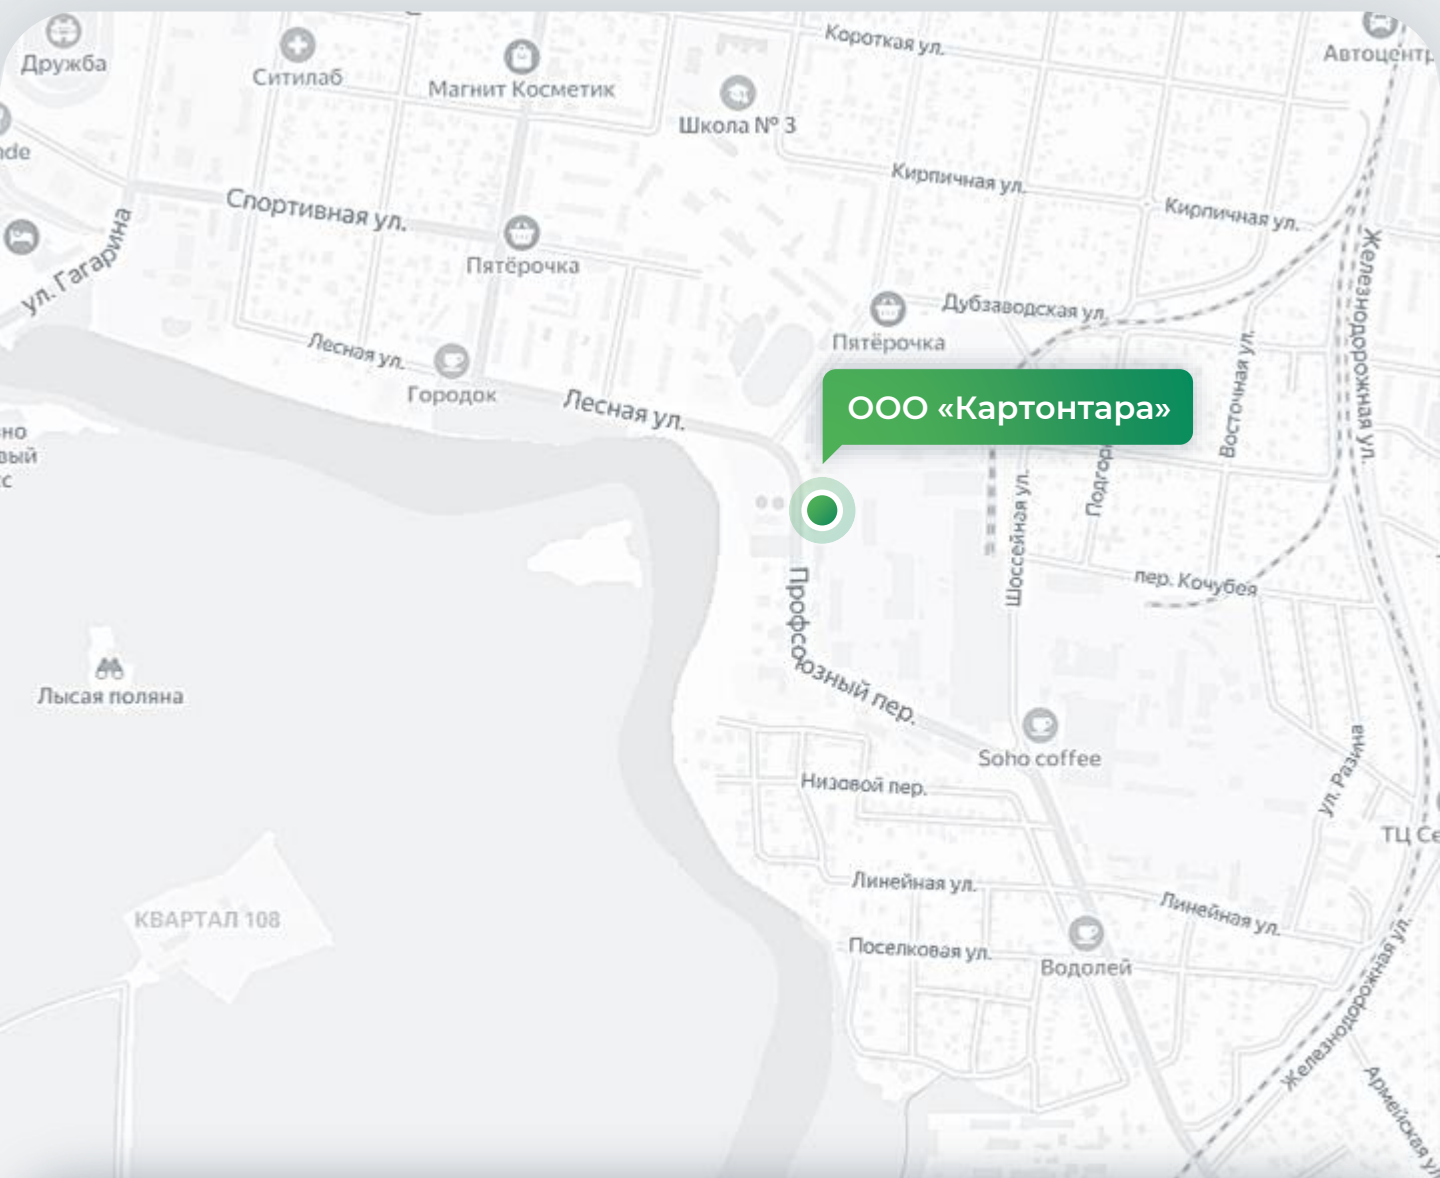 Дружба
Ситилаб
Магнит Косметик
Школа № 3
Короткая ул.
Автоцентр
Кирпичная ул.
Кирпичная ул.
Спортивная ул.
ул. Гагарина
Пятёрочка
Железнодорожная ул.
Дубзаводская ул.
Пятёрочка
Лесная ул.
Городок
Лесная ул.
ООО «Картонтара»
Восточная ул.
Подгор
Шоссейная ул.
пер. Кочубея
Профсоюзный пер.
Лысая поляна
Soho coffee
Низовой пер.
ул. Разина
ТЦ Се
Линейная ул.
Линейная ул.
КВАРТАЛ 108
Поселковая ул.
Водолей
Железнодорожная ул.
Армейская ул